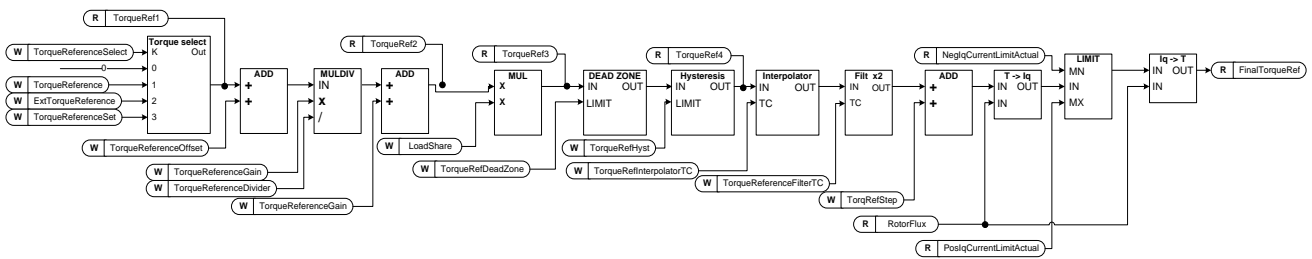 R TorqueRef1
W TorqueReferenceSelect
0
W TorqueReference
W ExtTorqueReference
W TorqueReferenceSet
Torque select
K Out
0
1
2
3
W TorqueReferenceOffset
ADD
+
+
W TorqueReferenceGain
W TorqueReferenceDivider
MULDIV
IN
X
/
W TorqueReferenceGain
R TorqueRef2
ADD
+
+
W LoadShare
MUL
X
X
R TorqueRef3
W TorqueRefDeadZone
DEAD ZONE
IN OUT
LIMIT
W TorqueRefHyst
Hysteresis
IN OUT
LIMIT
R TorqueRef4
W TorqueRefInterpolatorTC
Interpolator
IN OUT
TC
W TorqueReferenceFilterTC
Filt x2
IN OUT
TC
W TorqRefStep
ADD
+
+
R RotorFlux
T -> Iq
IN OUT
IN
R NegIqCurrentLimitActual
R PosIqCurrentLimitActual
LIMIT
MN
IN
MX
Iq -> T
IN OUT
IN
R FinalTorqueRef